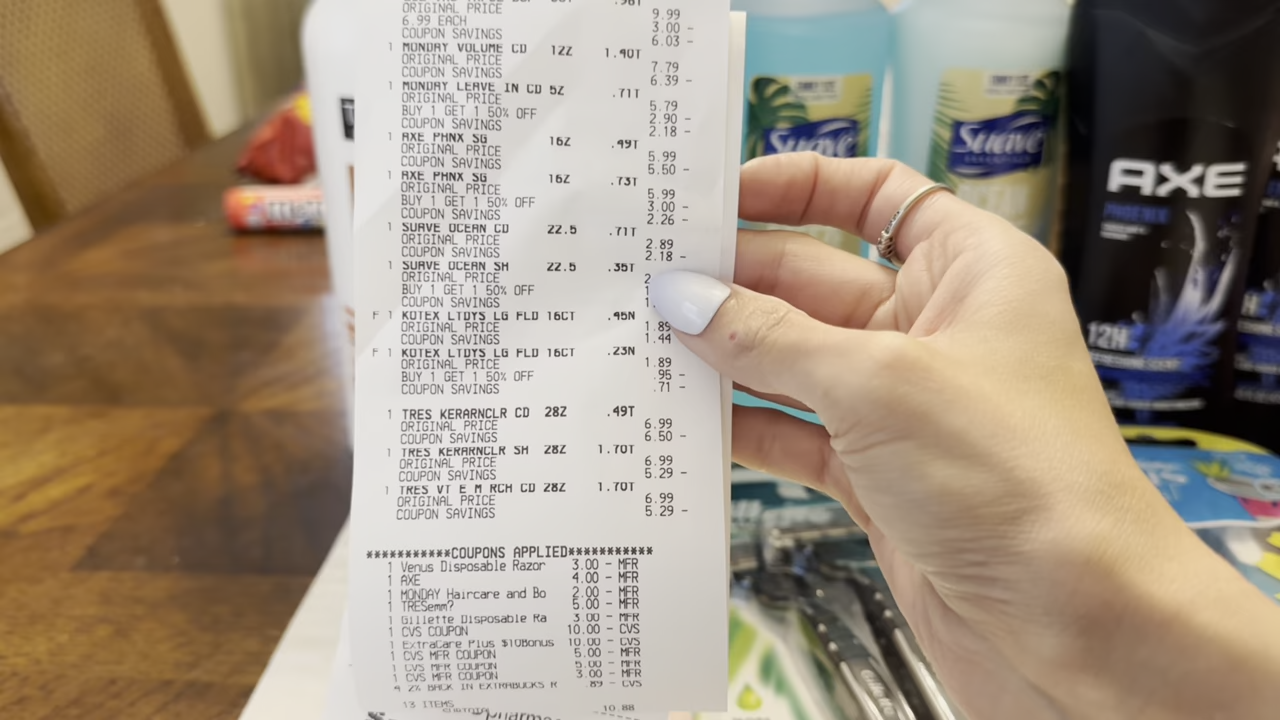 ORIGINAL PRICE 9.99
6.99 EACH 3.00 -
COUPON SAVINGS 6.03 -
1 MONDAY VOLUME CD 12Z 1.40T
ORIGINAL PRICE 7.79
COUPON SAVINGS 6.39 -
1 MONDAY LEAVE IN CD 5Z .71T
ORIGINAL PRICE 5.79
BUY 1 GET 1 50% OFF 2.90 -
COUPON SAVINGS 2.18 -
1 AXE PHNX SG 16Z .49T
ORIGINAL PRICE 5.99
COUPON SAVINGS 5.50 -
1 AXE PHNX SG 16Z .73T
ORIGINAL PRICE 5.99
BUY 1 GET 1 50% OFF 3.00 -
COUPON SAVINGS 2.26 -
1 SUAVE OCEAN CD 22.5 .71T
ORIGINAL PRICE 2.89
COUPON SAVINGS 2.18 -
1 SUAVE OCEAN SH 22.5 .35T
ORIGINAL PRICE
BUY 1 GET 1 50% OFF
COUPON SAVINGS
F 1 KOTEX LTDYS LG FLD 16CT .45N
ORIGINAL PRICE 1.89
COUPON SAVINGS 1.44
F 1 KOTEX LTDYS LG FLD 16CT .23N
ORIGINAL PRICE 1.89
BUY 1 GET 1 50% OFF .95 -
COUPON SAVINGS .71 -
1 TRES KERARNCLR CD 28Z .49T
ORIGINAL PRICE 6.99
COUPON SAVINGS 6.50 -
1 TRES KERARNCLR SH 28Z 1.70T
ORIGINAL PRICE 6.99
COUPON SAVINGS 5.29 -
1 TRES VT E M RCH CD 28Z 1.70T
ORIGINAL PRICE 6.99
COUPON SAVINGS 5.29 -
***********COUPONS APPLIED***********
1 Venus Disposable Razor 3.00 - MFR
1 AXE 4.00 - MFR
1 MONDAY Haircare and Bo 2.00 - MFR
1 TRESemm? 5.00 - MFR
1 Gillette Disposable Ra 3.00 - MFR
1 CVS COUPON 10.00 - CVS
1 ExtraCare Plus $10Bonus 10.00 - CVS
1 CVS MFR COUPON 5.00 - MFR
1 CVS MFR COUPON 5.00 - MFR
1 CVS MFR COUPON 3.00 - MFR
4 2% BACK IN EXTRABUCKS R .89 - CVS
13 ITEMS
SUBTOTAL 10.88
Suave
ESSENTIALS
Suave
ESSENTIALS
AXE
PHOENIX
12H
REFRESHING SCENT
Gillette